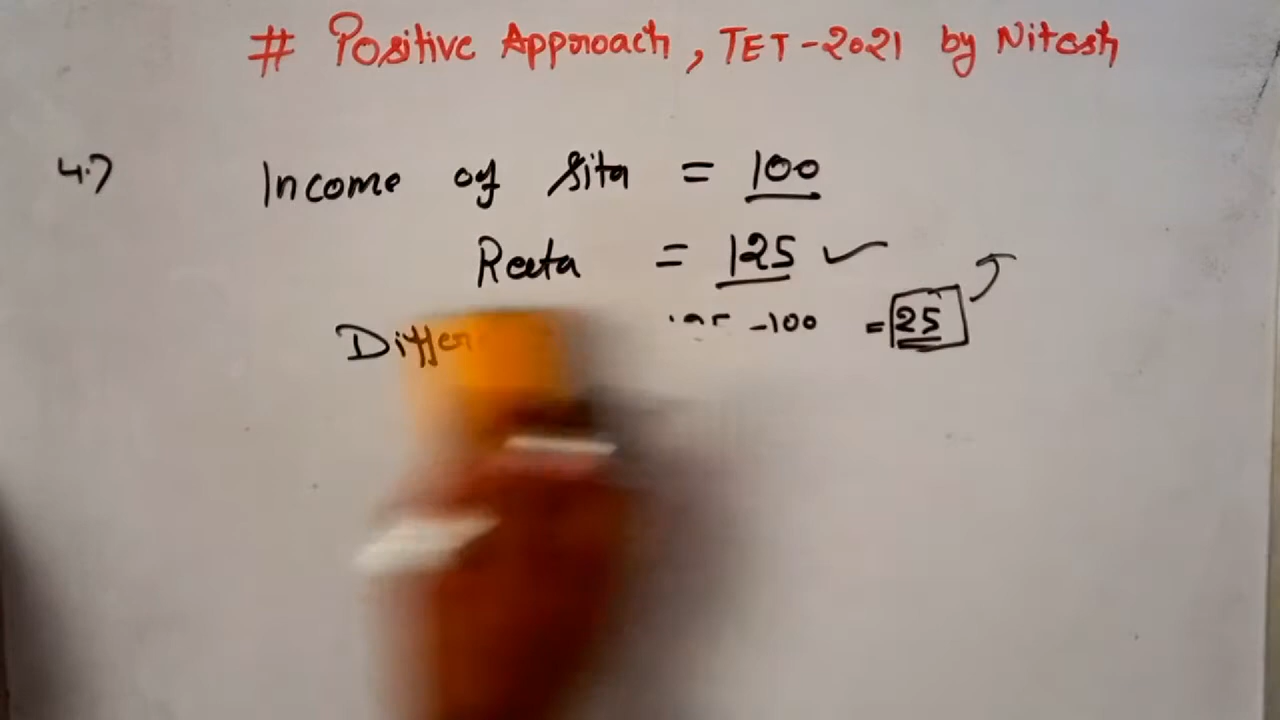 # Positive Approach, TET-2021 by Nitesh
4.7 Income of Sita = 100
Reeta = 125
-100 = 25